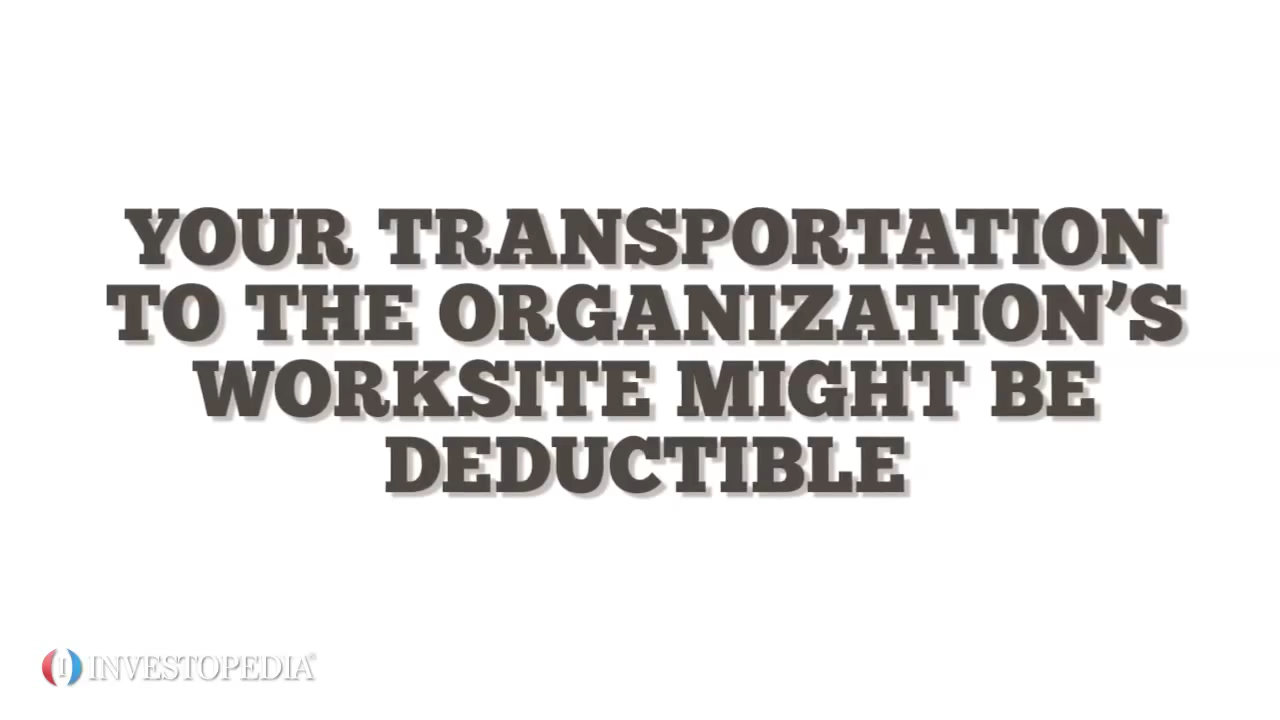 YOUR TRANSPORTATION
TO THE ORGANIZATION’S
WORKSITE MIGHT BE
DEDUCTIBLE
INVESTOPEDIA®